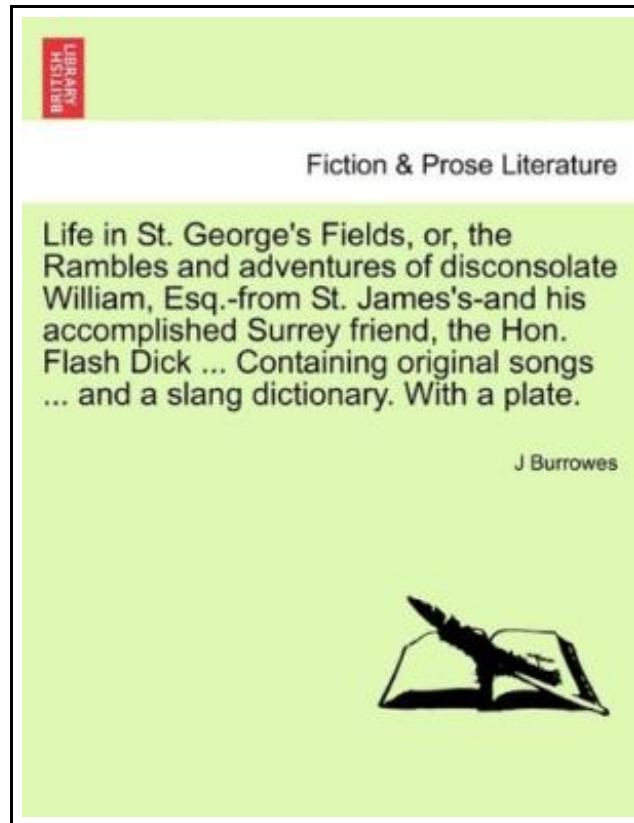 BRITISH
LIBRARY
Fiction & Prose Literature
Life in St. George's Fields, or, the
Rambles and adventures of disconsolate
William, Esq.-from St. James's-and his
accomplished Surrey friend, the Hon.
Flash Dick ... Containing original songs
... and a slang dictionary. With a plate.
J Burrowes